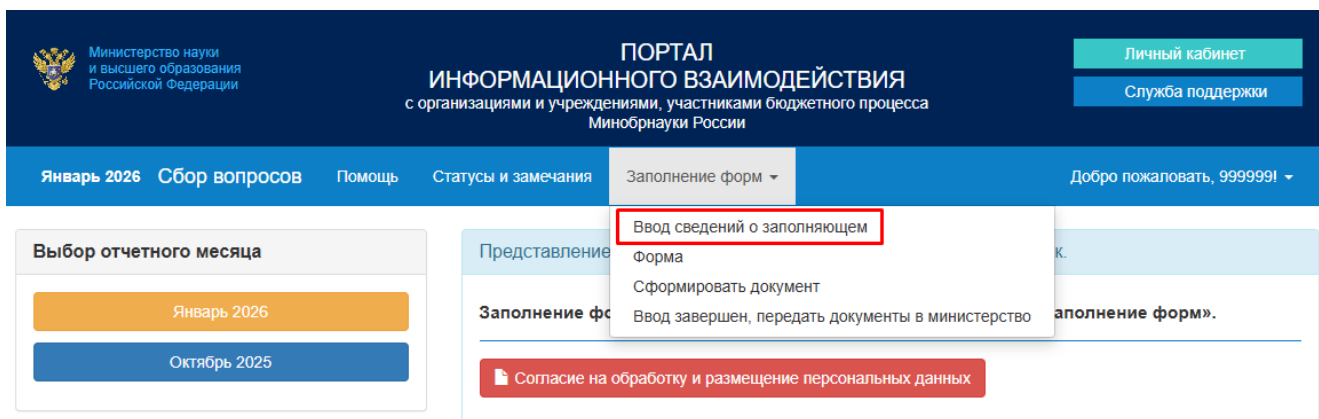 Министерство науки
и высшего образования
Российской Федерации
ПОРТАЛ
ИНФОРМАЦИОННОГО ВЗАИМОДЕЙСТВИЯ
с организациями и учреждениями, участниками бюджетного процесса
Минобрнауки России
Личный кабинет
Служба поддержки
Январь 2026 Сбор вопросов Помощь Статусы и замечания Заполнение форм Добро пожаловать, 999999!
Ввод сведений о заполняющем
Форма
Сформировать документ
Ввод завершен, передать документы в министерство
Выбор отчетного месяца
Январь 2026
Октябрь 2025
Представление к.
Заполнение фо аполнение форм».
Согласие на обработку и размещение персональных данных